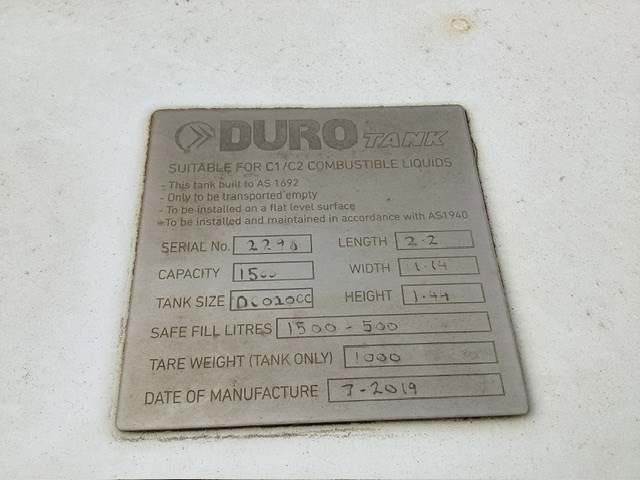 DURO TANK
SUITABLE FOR C1/C2 COMBUSTIBLE LIQUIDS
- This tank built to AS 1692
- Only to be transported empty
- To be installed on a flat level surface
- To be installed and maintained in accordance with AS1940
SERIAL No. 2298 LENGTH 2.2
CAPACITY 1500 WIDTH 1.14
TANK SIZE HEIGHT 1.44
SAFE FILL LITRES 1500 - 500
TARE WEIGHT (TANK ONLY) 1000
DATE OF MANUFACTURE 7-2019